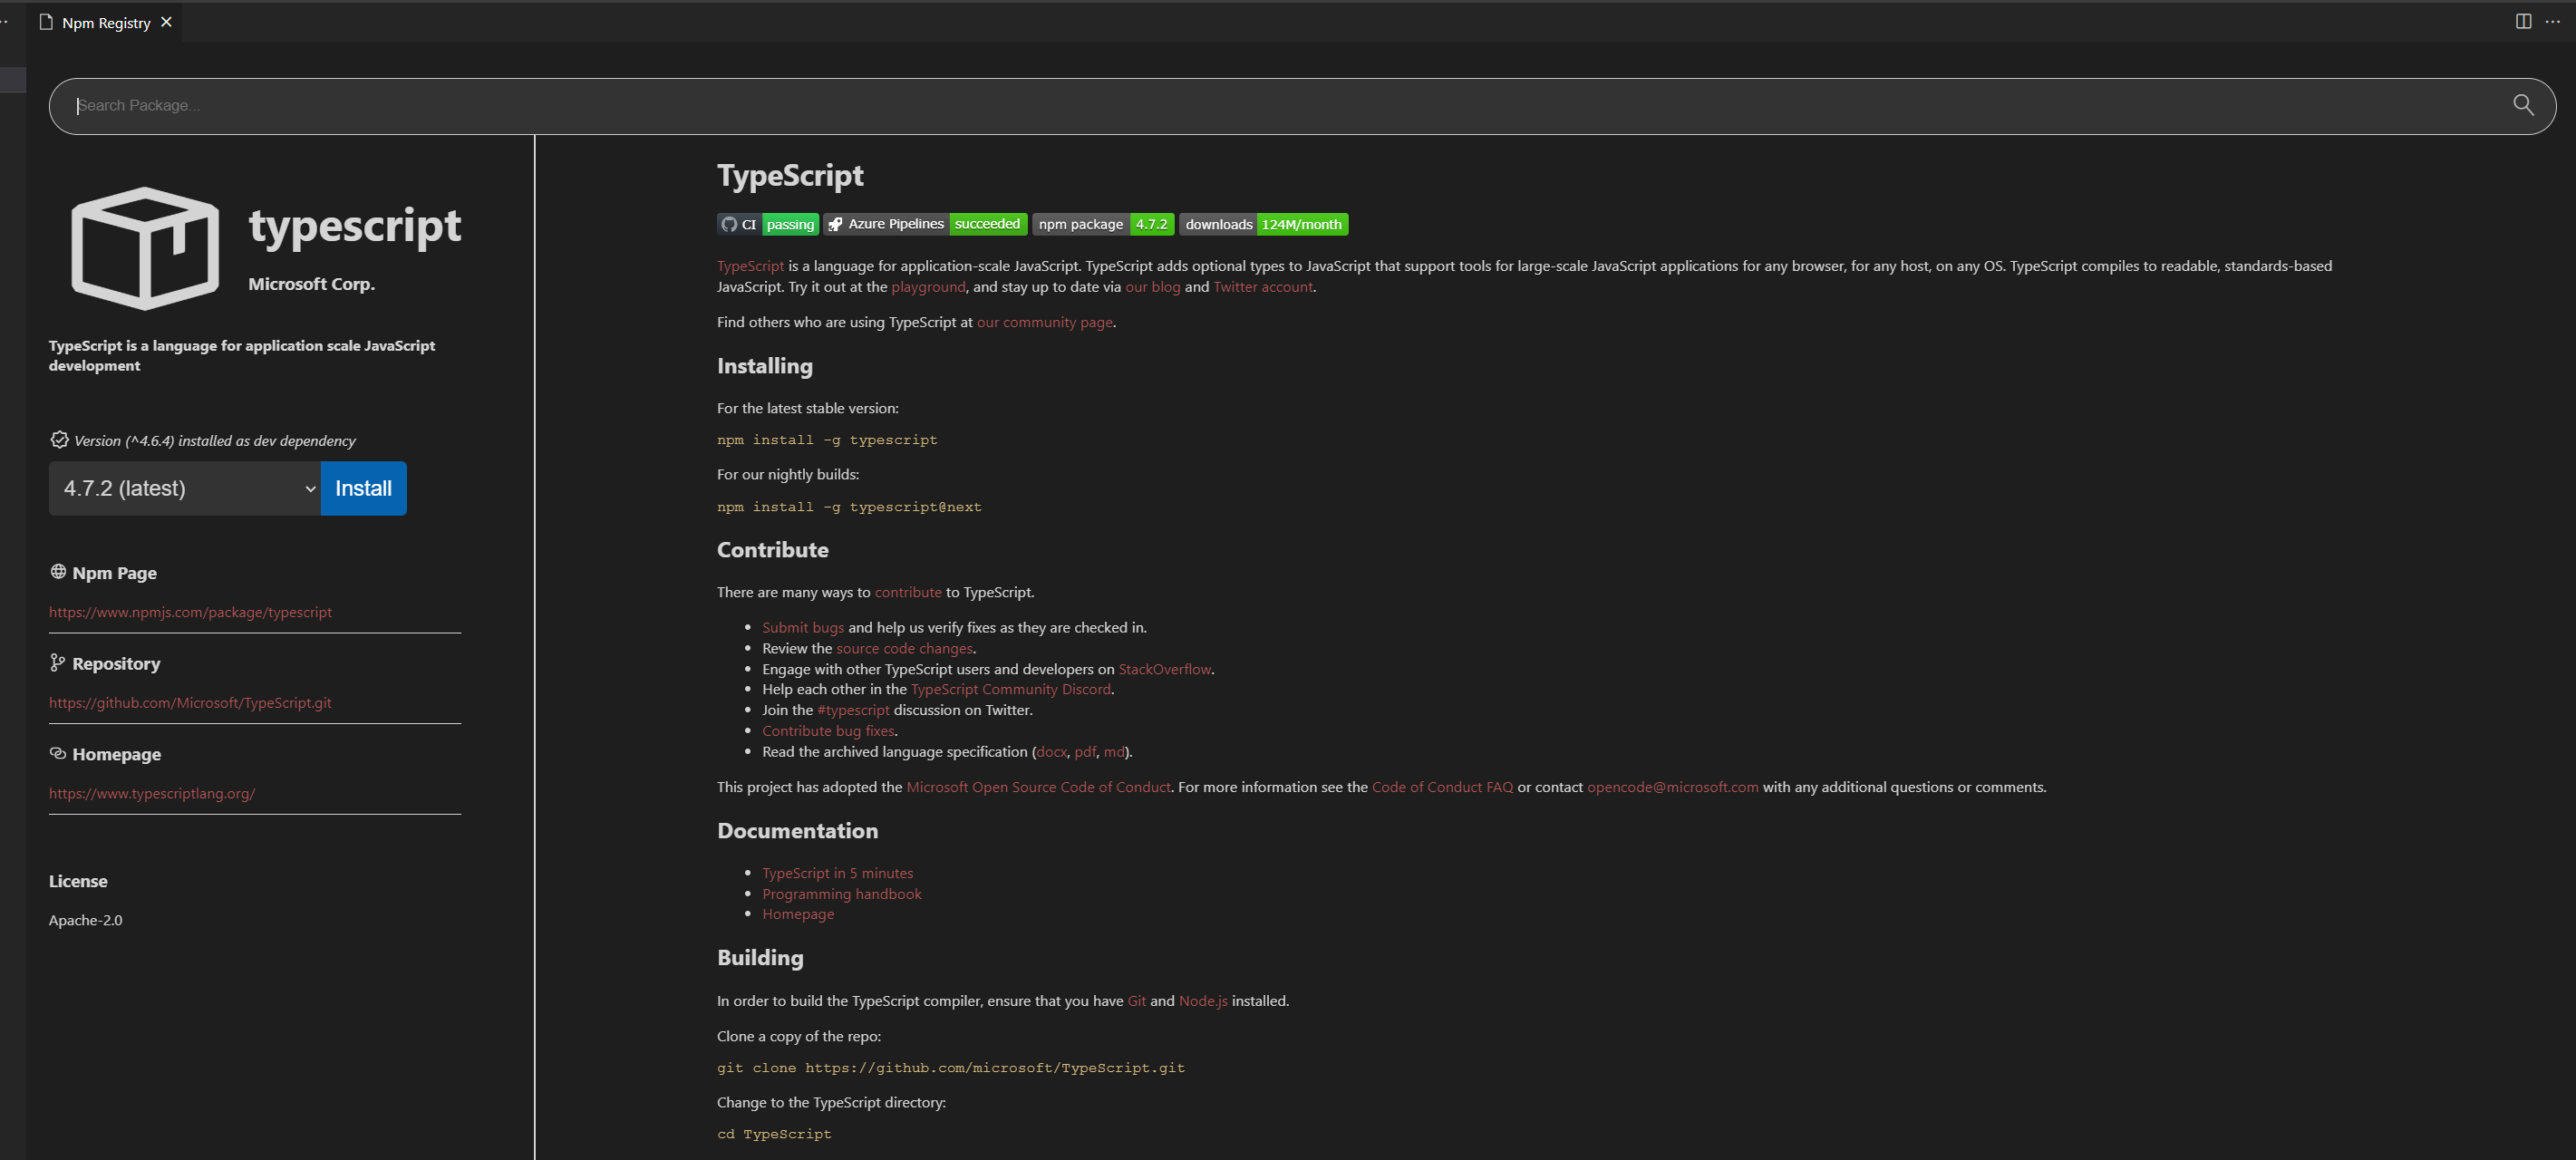 Npm Registry
Search Package...
typescript
Microsoft Corp.
TypeScript is a language for application scale JavaScript
development
Version (^4.6.4) installed as dev dependency
4.7.2 (latest)
Install
Npm Page
https://www.npmjs.com/package/typescript
Repository
https://github.com/Microsoft/TypeScript.git
Homepage
https://www.typescriptlang.org/
License
Apache-2.0
TypeScript
CI passing Azure Pipelines succeeded npm package 4.7.2 downloads 124M/month
TypeScript is a language for application-scale JavaScript. TypeScript adds optional types to JavaScript that support tools for large-scale JavaScript applications for any browser, for any host, on any OS. TypeScript compiles to readable, standards-based
JavaScript. Try it out at the playground, and stay up to date via our blog and Twitter account.
Find others who are using TypeScript at our community page.
Installing
For the latest stable version:
npm install -g typescript
For our nightly builds:
npm install -g typescript@next
Contribute
There are many ways to contribute to TypeScript.
• Submit bugs and help us verify fixes as they are checked in.
• Review the source code changes.
• Engage with other TypeScript users and developers on StackOverflow.
• Help each other in the TypeScript Community Discord.
• Join the #typescript discussion on Twitter.
• Contribute bug fixes.
• Read the archived language specification (docx, pdf, md).
This project has adopted the Microsoft Open Source Code of Conduct. For more information see the Code of Conduct FAQ or contact opencode@microsoft.com with any additional questions or comments.
Documentation
• TypeScript in 5 minutes
• Programming handbook
• Homepage
Building
In order to build the TypeScript compiler, ensure that you have Git and Node.js installed.
Clone a copy of the repo:
git clone https://github.com/microsoft/TypeScript.git
Change to the TypeScript directory:
cd TypeScript